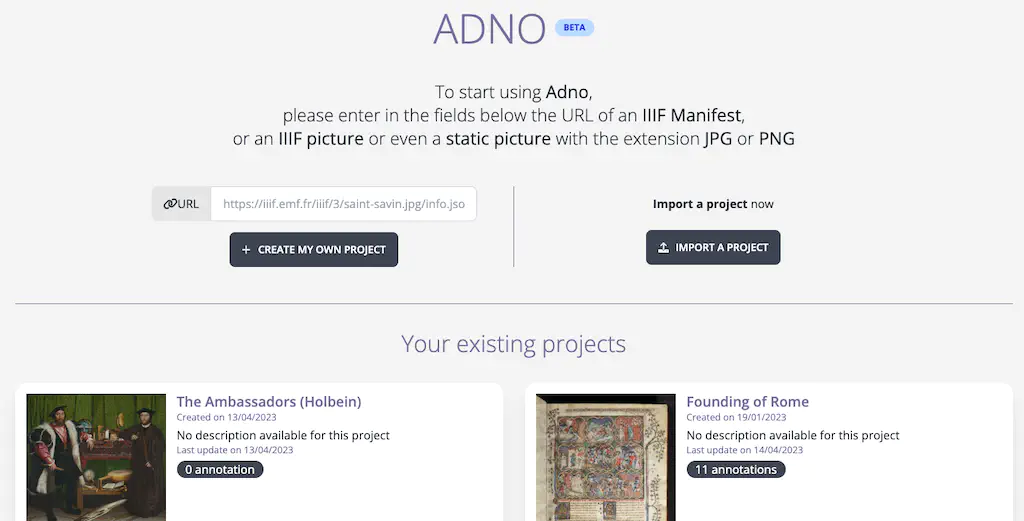 ADNO BETA
To start using Adno,
please enter in the fields below the URL of an IIIF Manifest,
or an IIIF picture or even a static picture with the extension JPG or PNG
URL https://iiif.emf.fr/iiif/3/saint-savin.jpg/info.jso
+ CREATE MY OWN PROJECT
Import a project now
IMPORT A PROJECT
Your existing projects
The Ambassadors (Holbein)
Created on 13/04/2023
No description available for this project
Last update on 13/04/2023
0 annotation
Founding of Rome
Created on 19/01/2023
No description available for this project
Last update on 14/04/2023
11 annotations